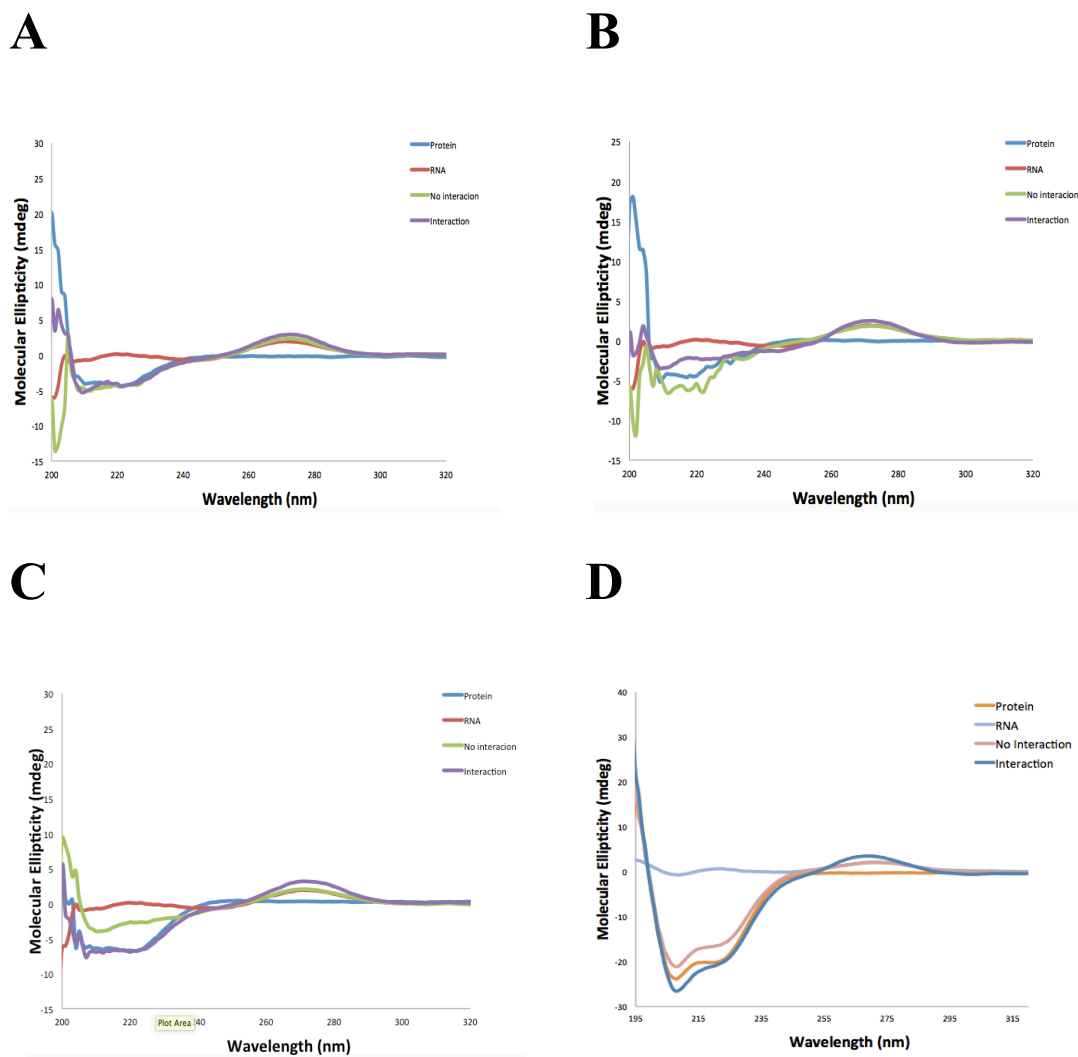 A
B
Molecular Ellipticity (mdeg)
30
25
20
15
10
5
0
-5
-10
-15
200
220
240
260
280
300
320
Wavelength (nm)
Protein
RNA
No interacion
Interaction
Molecular Ellipticity (mdeg)
25
20
15
10
5
0
-5
-10
-15
200
220
240
260
280
300
320
Wavelength (nm)
Protein
RNA
No interacion
Interaction
C
D
Molecular Ellipticity (mdeg)
30
25
20
15
10
5
0
-5
-10
-15
200
220
Plot Area
240
260
280
300
320
Wavelength (nm)
Protein
RNA
No interacion
Interaction
Molecular Ellipticity (mdeg)
40
30
20
10
0
-10
-20
-30
195
215
235
255
275
295
315
Wavelength (nm)
Protein
RNA
No Interaction
Interaction